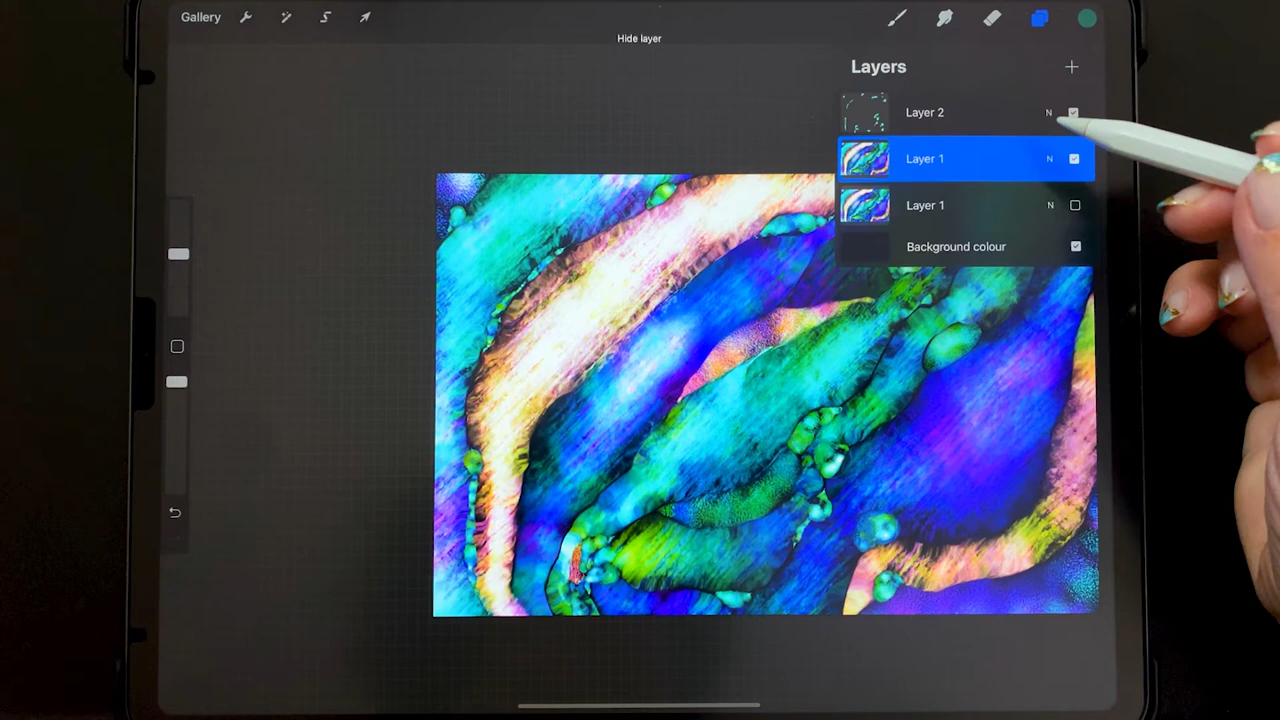 Gallery
Hide layer
Layers
Layer 2 N
Layer 1 N
Layer 1 N
Background colour